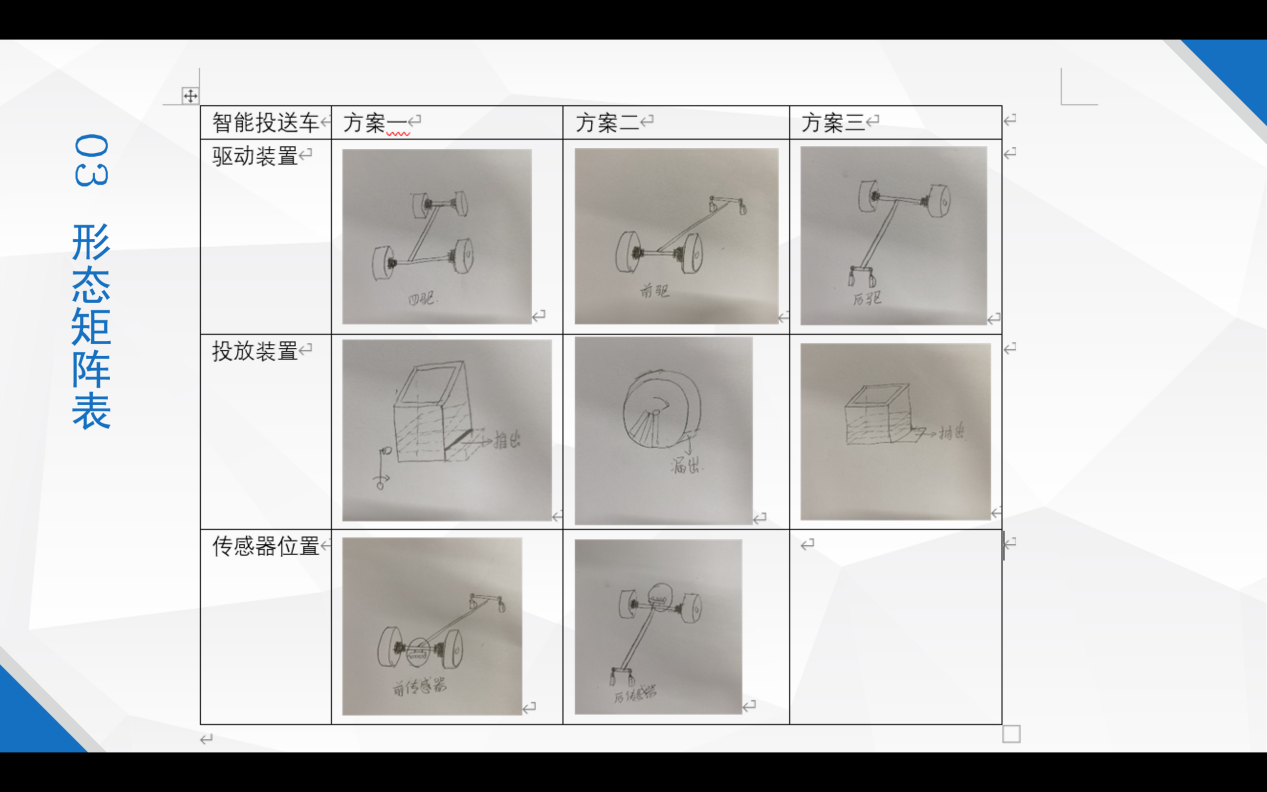 03 形态矩阵表
智能投送车 方案一 方案二 方案三
驱动装置
四驱 前驱 后驱
投放装置
推出 漏出 抽出
传感器位置
前传感器 后传感器